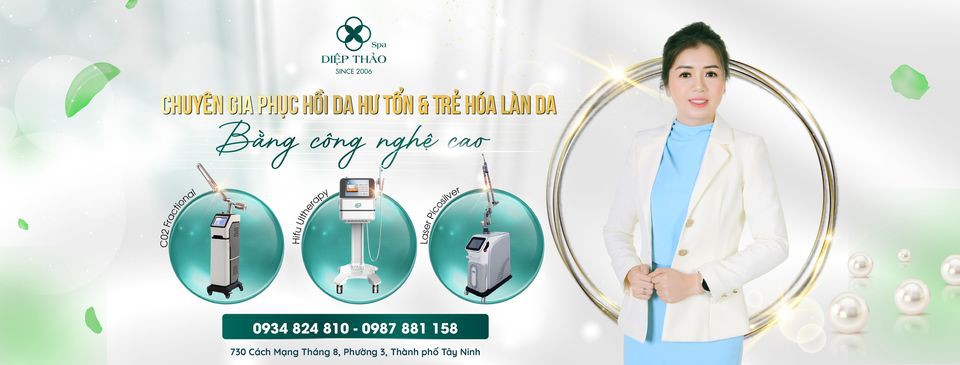 Spa
DIỆP THẢO
SINCE 2006
CHUYÊN GIA PHỤC HỒI DA HƯ TỔN & TRẺ HÓA LÀN DA
Bằng công nghệ cao
C02 Fractional
Hifu Ultherapy
Laser Picosilver
0934 824 810 - 0987 881 158
730 Cách Mạng Tháng 8, Phường 3, Thành phố Tây Ninh